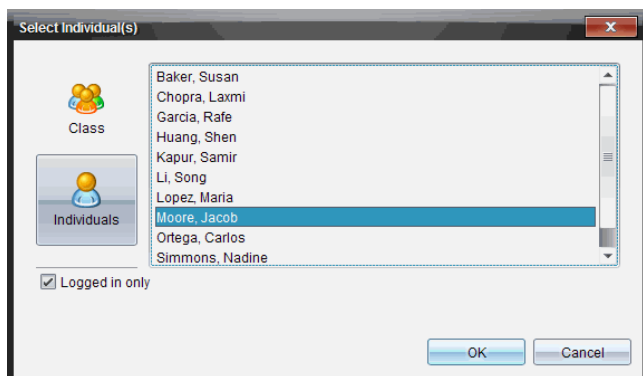 Select Individual(s)
Class
Individuals
Logged in only
Baker, Susan
Chopra, Laxmi
Garcia, Rafe
Huang, Shen
Kapur, Samir
Li, Song
Lopez, Maria
Moore, Jacob
Ortega, Carlos
Simmons, Nadine
OK
Cancel